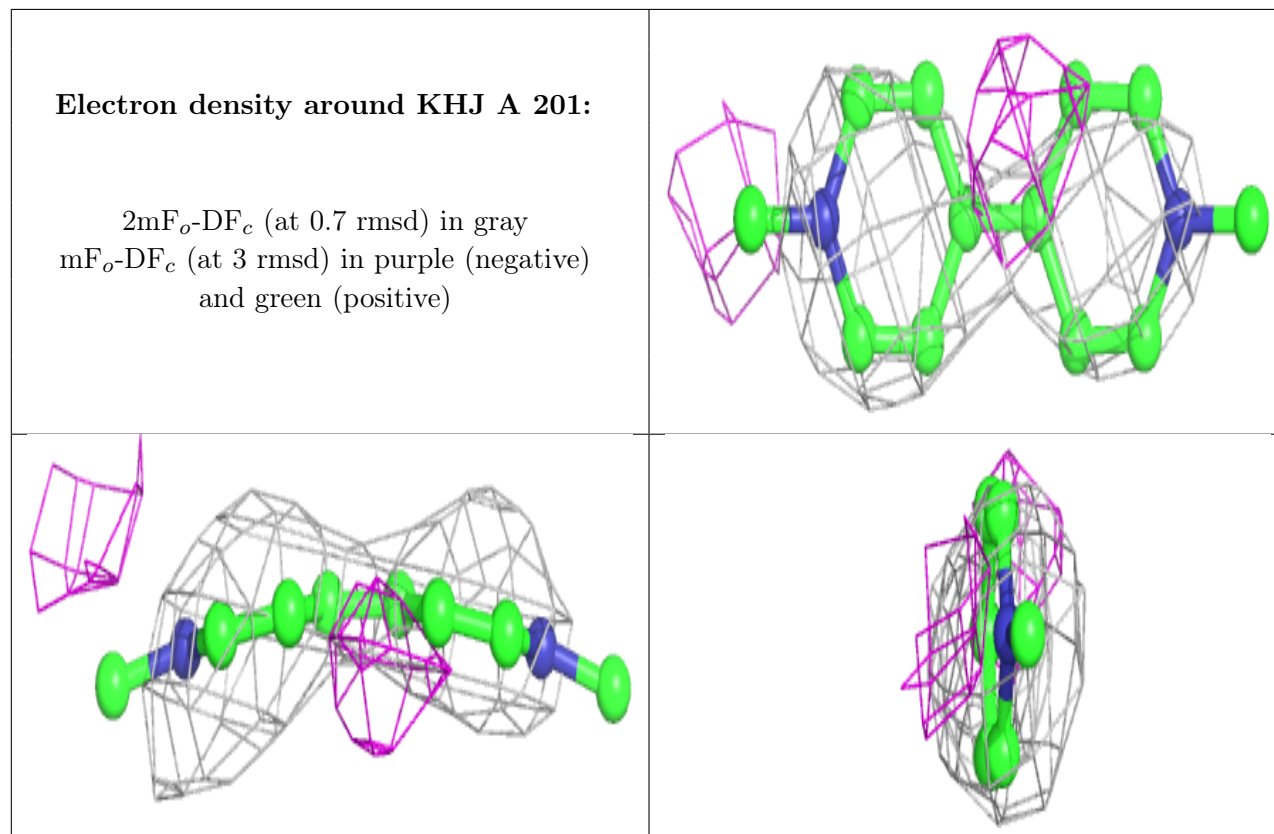 Electron density around KHJ A 201:
2mFo-DFc (at 0.7 rmsd) in gray
mFo-DFc (at 3 rmsd) in purple (negative)
and green (positive)